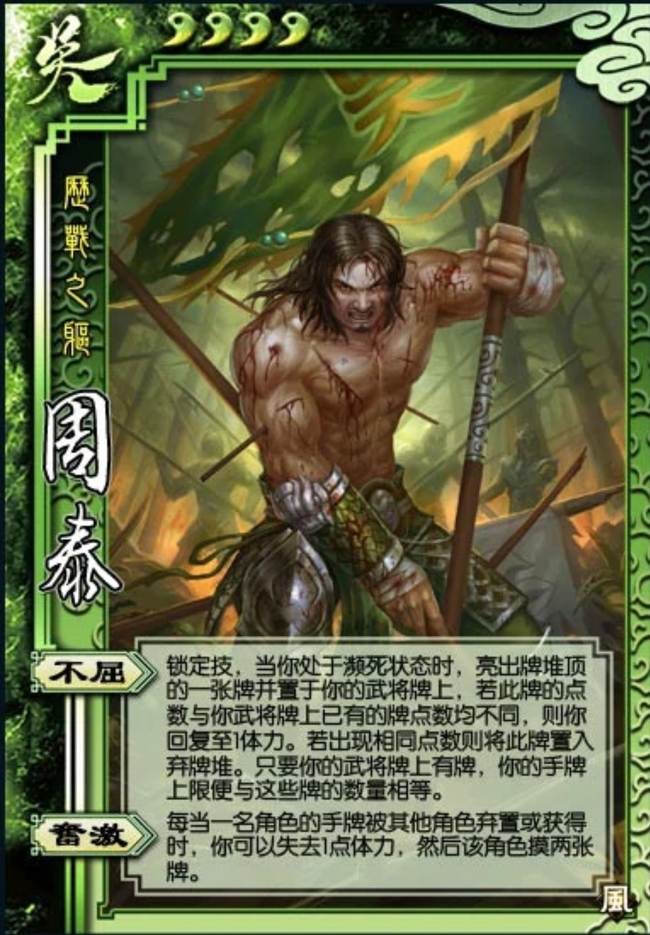 吴
歷戰之軀
周泰
不屈
锁定技，当你处于濒死状态时，亮出牌堆顶
的一张牌并置于你的武将牌上，若此牌的点
数与你武将牌上已有的牌点数均不同，则你
回复至1体力。若出现相同点数则将此牌置入
弃牌堆。只要你的武将牌上有牌，你的手牌
上限便与这些牌的数量相等。
奋激
每当一名角色的手牌被其他角色弃置或获得
时，你可以失去1点体力，然后该角色摸两张
牌。
風